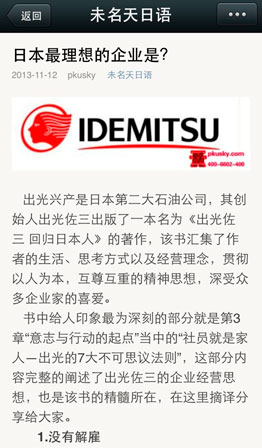 返回
未名天日语
日本最理想的企业是?
2013-11-12 pkusky 未名天日语
IDEMITSU
pkusky.com
400-6602-400
出光兴产是日本第二大石油公司，其创
始人出光佐三出版了一本名为《出光佐
三 回归日本人》的著作，该书汇集了作
者的生活、思考方式以及经营理念，贯彻
以人为本，互尊互重的精神思想，深受众
多企业家的喜爱。
书中给人印象最为深刻的部分就是第3
章“意志与行动的起点”当中的“社员就是家
人—出光的7大不可思议法则”，这部分内
容完整的阐述了出光佐三的企业经营思
想，也是该书的精髓所在，在这里摘译分
享给大家。
1.没有解雇